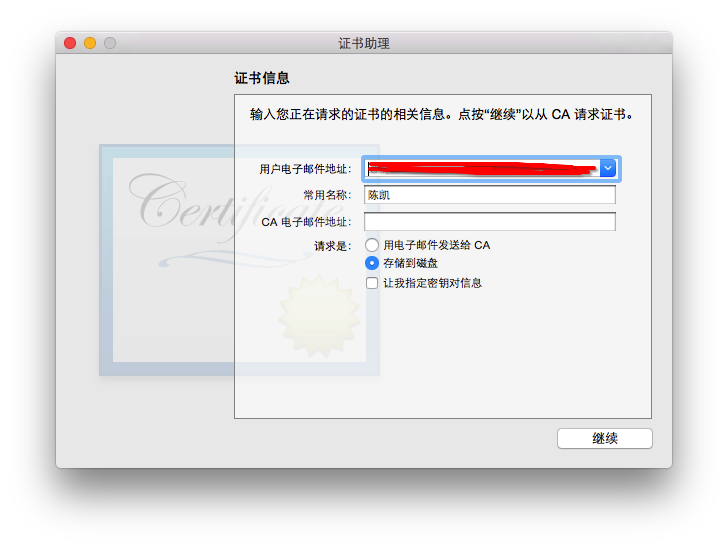 证书助理
证书信息
输入您正在请求的证书的相关信息。点按“继续”以从 CA 请求证书。
Certificate
用户电子邮件地址：
常用名称： 陈凯
CA 电子邮件地址：
请求是： 用电子邮件发送给 CA
存储到磁盘
让我指定密钥对信息
继续